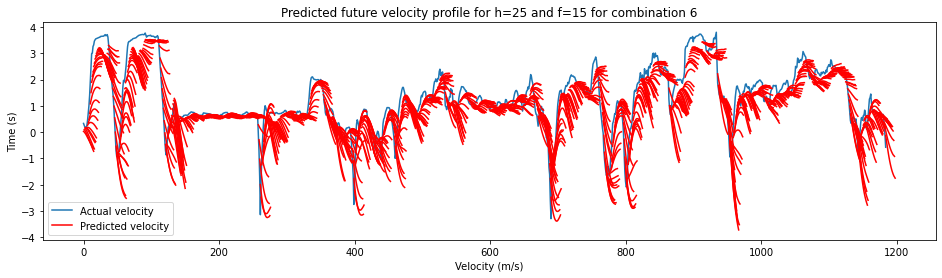 Predicted future velocity profile for h=25 and f=15 for combination 6
Time (s)
4
3
2
1
0
−1
−2
−3
−4
Actual velocity
Predicted velocity
0 200 400 600 800 1000 1200
Velocity (m/s)